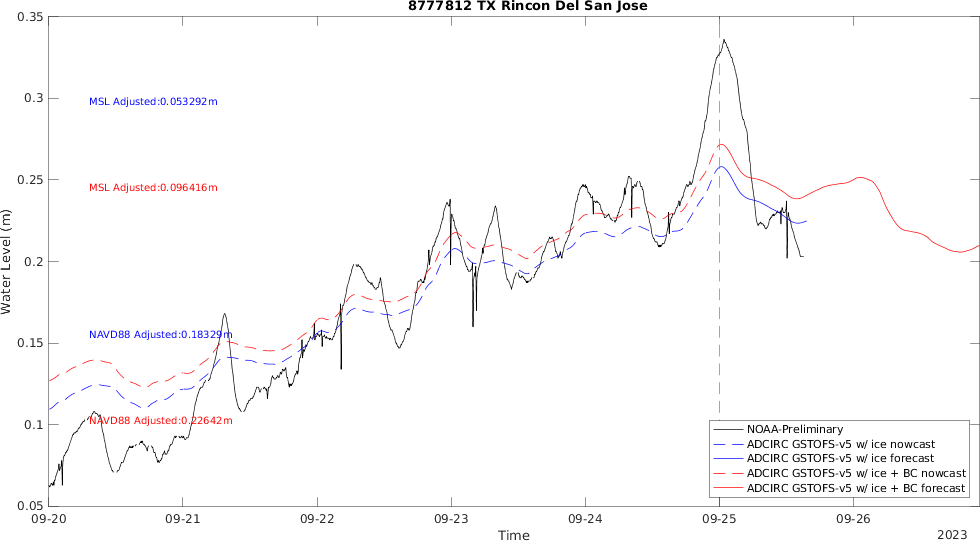 8777812 TX Rincon Del San Jose
Water Level (m)
0.35
0.3
0.25
0.2
0.15
0.1
0.05
MSL Adjusted:0.053292m
MSL Adjusted:0.096416m
NAVD88 Adjusted:0.18329m
NAVD88 Adjusted:0.22642m
NOAA-Preliminary
ADCIRC GSTOFS-v5 w/ ice nowcast
ADCIRC GSTOFS-v5 w/ ice forecast
ADCIRC GSTOFS-v5 w/ ice + BC nowcast
ADCIRC GSTOFS-v5 w/ ice + BC forecast
09-20 09-21 09-22 09-23 09-24 09-25 09-26
Time
2023